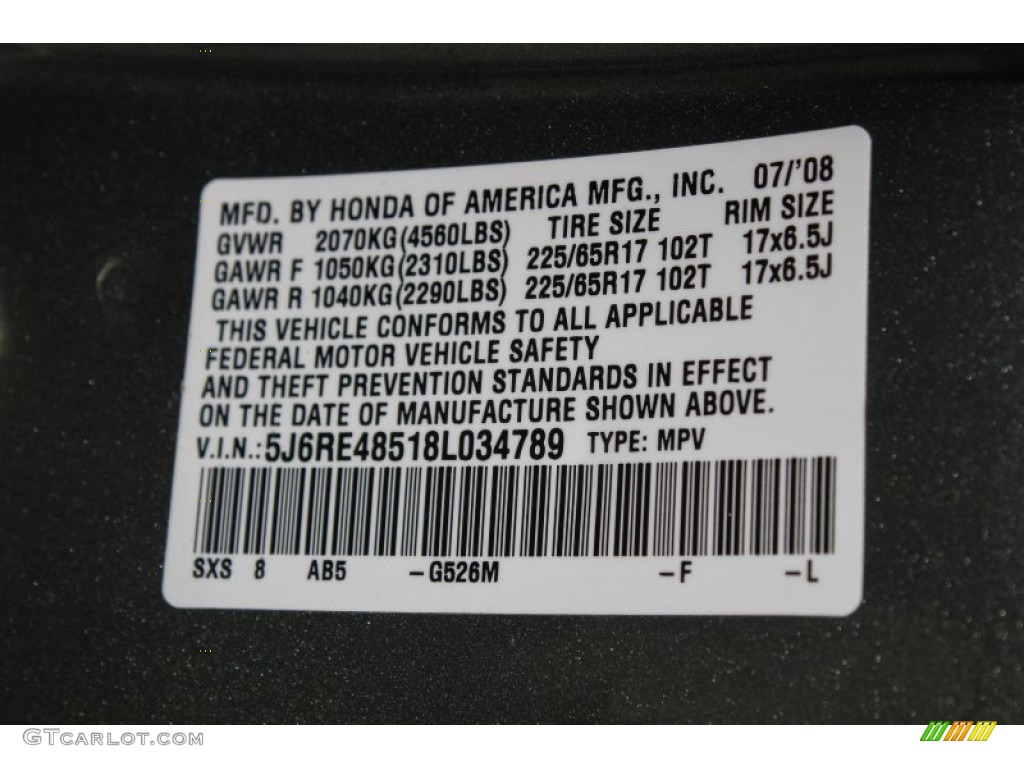 MFD. BY HONDA OF AMERICA MFG., INC. 07/'08
GVWR 2070KG(4560LBS) TIRE SIZE RIM SIZE
GAWR F 1050KG(2310LBS) 225/65R17 102T 17x6.5J
GAWR R 1040KG(2290LBS) 225/65R17 102T 17x6.5J
THIS VEHICLE CONFORMS TO ALL APPLICABLE
FEDERAL MOTOR VEHICLE SAFETY
AND THEFT PREVENTION STANDARDS IN EFFECT
ON THE DATE OF MANUFACTURE SHOWN ABOVE.
V.I.N.: 5J6RE48518L034789 TYPE: MPV
SXS 8 AB5 -G526M -F -L
GTCARLOT.COM